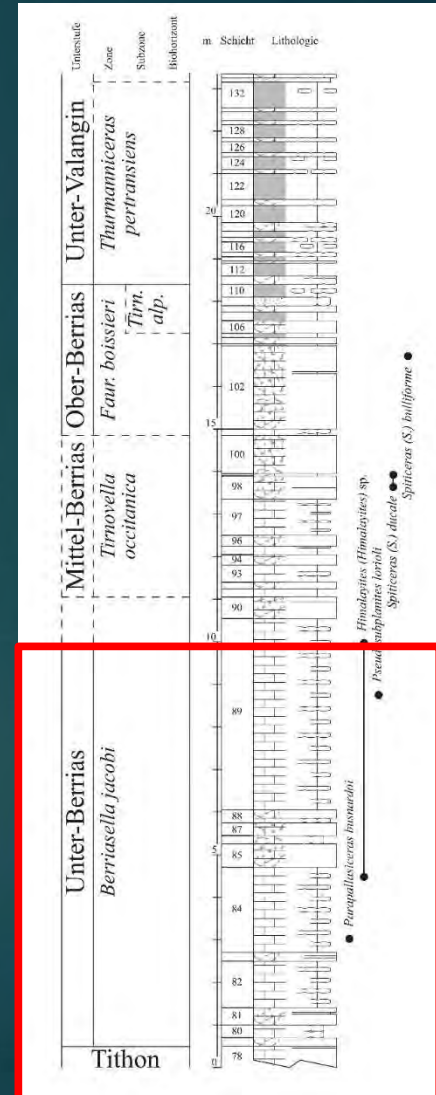 Unterstufe
Zone
Subzone
Biohorizont
m Schicht Lithologie
Unter-Valangin
Thurmanniceras
pertransiens
Ober-Berrias
Faur. boissieri
Tirn.
alp.
Mittel-Berrias
Tirnovella
occitanica
Unter-Berrias
Berriasella jacobi
Tithon
132
128
126
124
122
20
120
116
112
110
106
102
15
100
98
97
96
94
93
90
10
89
88
87
5
85
84
82
81
80
0
78
Parapallasiceras busnardoi
Himalayites (Himalayites) sp.
Pseudosubplanites lorioli
Spiticeras (S.) ducale
Spiticeras (S.) bulliforme